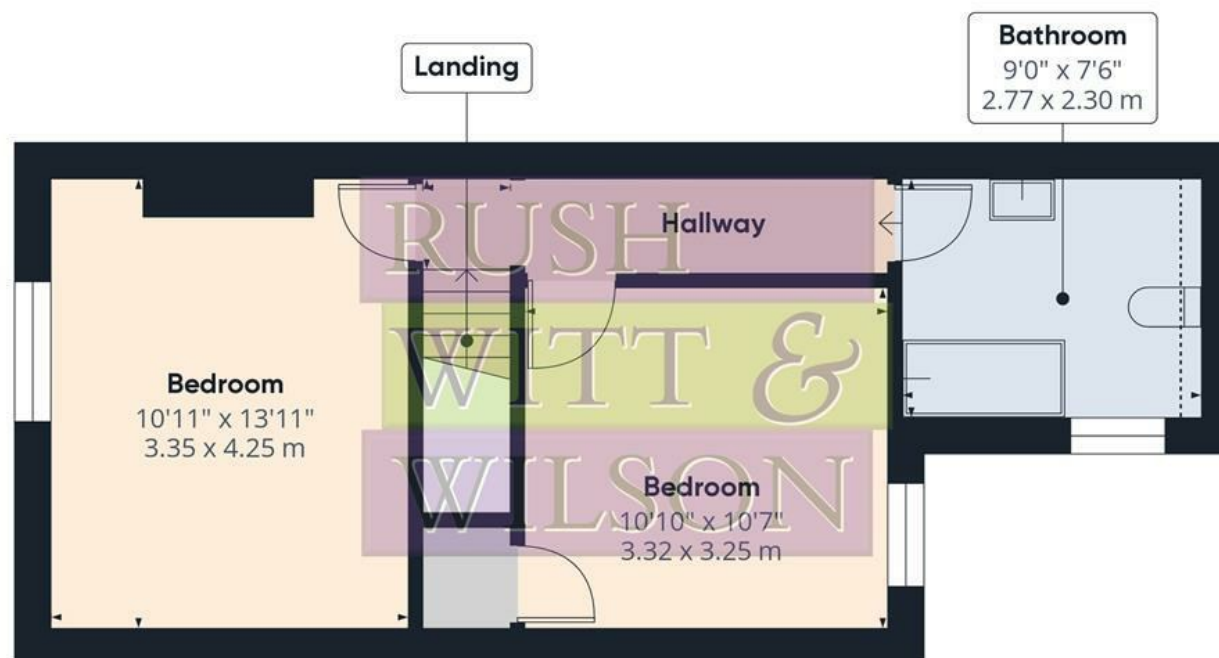 Landing
Bathroom
9'0" x 7'6"
2.77 x 2.30 m
Hallway
RUSH
WITT &
WILSON
Bedroom
10'11" x 13'11"
3.35 x 4.25 m
Bedroom
10'10" x 10'7"
3.32 x 3.25 m